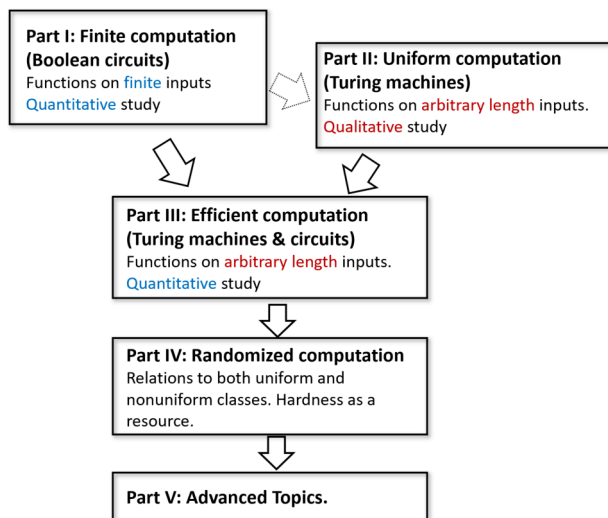 Part I: Finite computation
(Boolean circuits)
Functions on finite inputs
Quantitative study
Part II: Uniform computation
(Turing machines)
Functions on arbitrary length inputs.
Qualitative study
Part III: Efficient computation
(Turing machines & circuits)
Functions on arbitrary length inputs.
Quantitative study
Part IV: Randomized computation
Relations to both uniform and
nonuniform classes. Hardness as a
resource.
Part V: Advanced Topics.